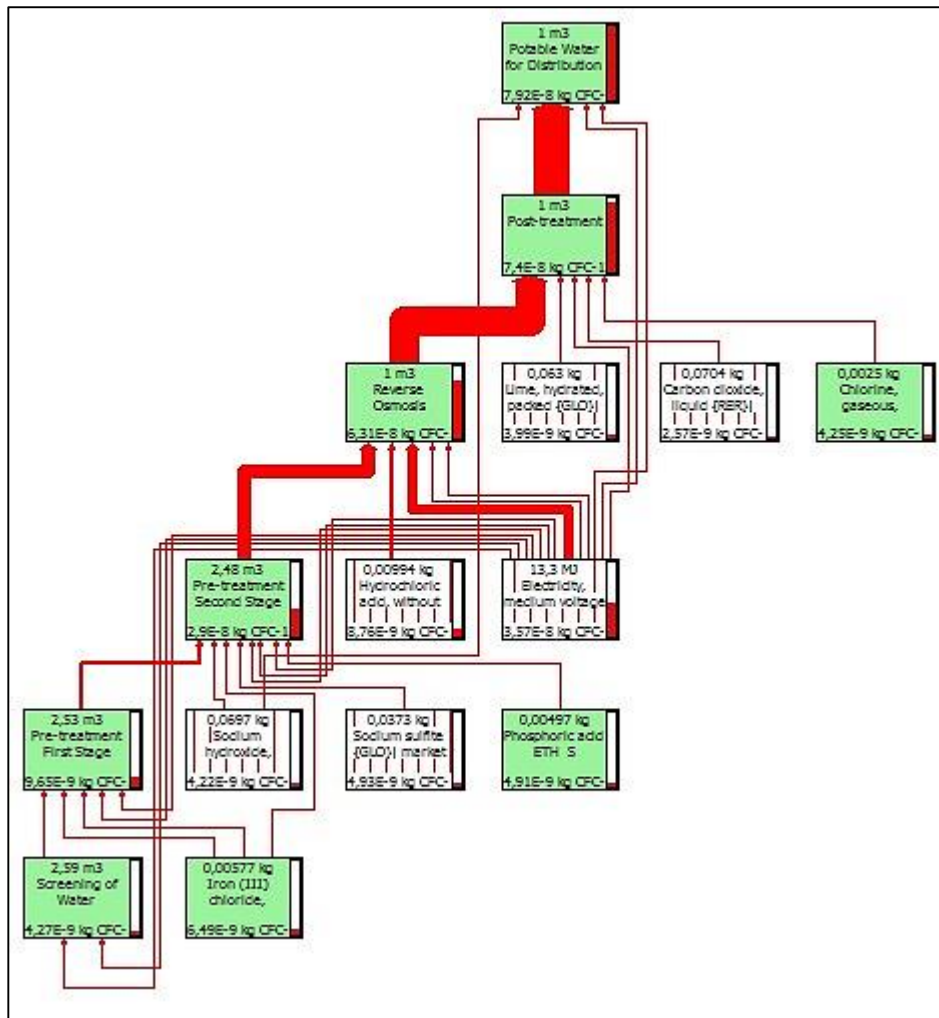 1 m3
Potable Water
for Distribution
7,92E-8 kg CFC-
1 m3
Post-treatment
7,4E-8 kg CFC-1
1 m3
Reverse
Osmosis
6,31E-8 kg CFC-
0,063 kg
Lime, hydrated,
packed {GLO}|
3,99E-9 kg CFC-
0,0704 kg
Carbon dioxide,
liquid {RER}|
2,57E-9 kg CFC-
0,0025 kg
Chlorine,
gaseous,
4,25E-9 kg CFC-
2,48 m3
Pre-treatment
Second Stage
2,9E-8 kg CFC-1
0,00994 kg
Hydrochloric
acid, without
8,76E-9 kg CFC-
13,3 MJ
Electricity,
medium voltage
3,57E-8 kg CFC-
2,53 m3
Pre-treatment
First Stage
9,65E-9 kg CFC-
0,0697 kg
Sodium
hydroxide,
4,22E-9 kg CFC-
0,0373 kg
Sodium sulfite
{GLO}| market
4,93E-9 kg CFC-
0,00497 kg
Phosphoric acid
ETH S
4,91E-9 kg CFC-
2,59 m3
Screening of
Water
4,27E-9 kg CFC-
0,00577 kg
Iron (III)
chloride,
6,49E-9 kg CFC-